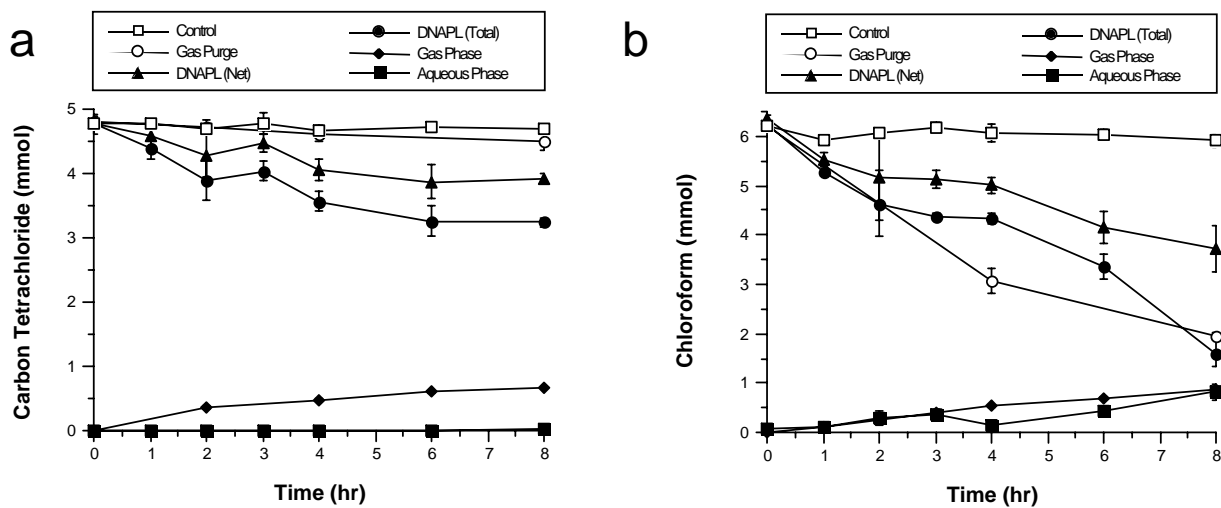 a
Control
Gas Purge
DNAPL (Net)
DNAPL (Total)
Gas Phase
Aqueous Phase
Carbon Tetrachloride (mmol)
5
4
3
2
1
0
0 1 2 3 4 5 6 7 8
Time (hr)
b
Control
Gas Purge
DNAPL (Net)
DNAPL (Total)
Gas Phase
Aqueous Phase
Chloroform (mmol)
6
5
4
3
2
1
0
0 1 2 3 4 5 6 7 8
Time (hr)